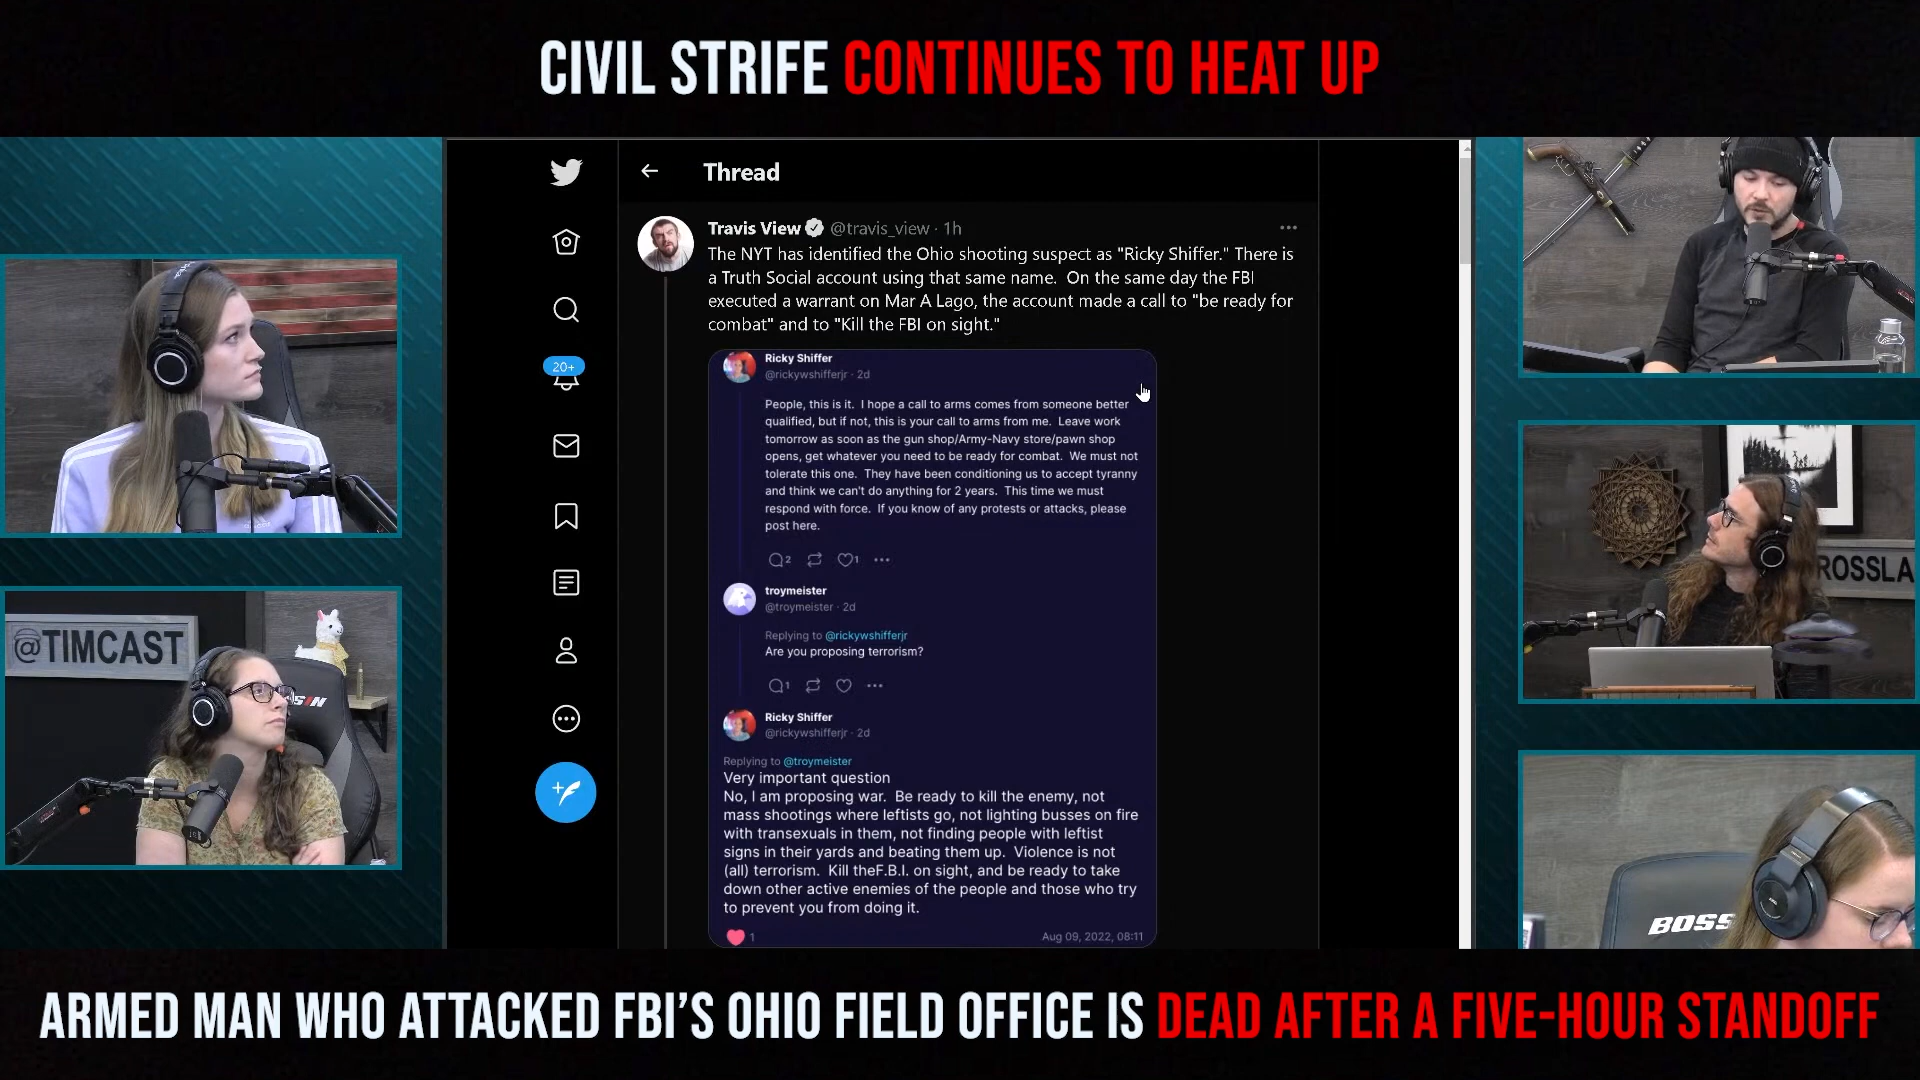 CIVIL STRIFE CONTINUES TO HEAT UP
Thread
Travis View @travis_view · 1h
The NYT has identified the Ohio shooting suspect as "Ricky Shiffer." There is
a Truth Social account using that same name. On the same day the FBI
executed a warrant on Mar A Lago, the account made a call to "be ready for
combat" and to "Kill the FBI on sight."
20+
Ricky Shiffer
@rickywshifferjr · 2d
People, this is it. I hope a call to arms comes from someone better
qualified, but if not, this is your call to arms from me. Leave work
tomorrow as soon as the gun shop/Army-Navy store/pawn shop
opens, get whatever you need to be ready for combat. We must not
tolerate this one. They have been conditioning us to accept tyranny
and think we can't do anything for 2 years. This time we must
respond with force. If you know of any protests or attacks, please
post here.
2 1
troymeister
@troymeister · 2d
Replying to @rickywshifferjr
Are you proposing terrorism?
1
Ricky Shiffer
@rickywshifferjr · 2d
Replying to @troymeister
Very important question
No, I am proposing war. Be ready to kill the enemy, not
mass shootings where leftists go, not lighting busses on fire
with transexuals in them, not finding people with leftist
signs in their yards and beating them up. Violence is not
(all) terrorism. Kill theF.B.I. on sight, and be ready to take
down other active enemies of the people and those who try
to prevent you from doing it.
1 Aug 09, 2022, 08:11
@TIMCAST
ROSSLA
BOSS
ARMED MAN WHO ATTACKED FBI'S OHIO FIELD OFFICE IS DEAD AFTER A FIVE-HOUR STANDOFF